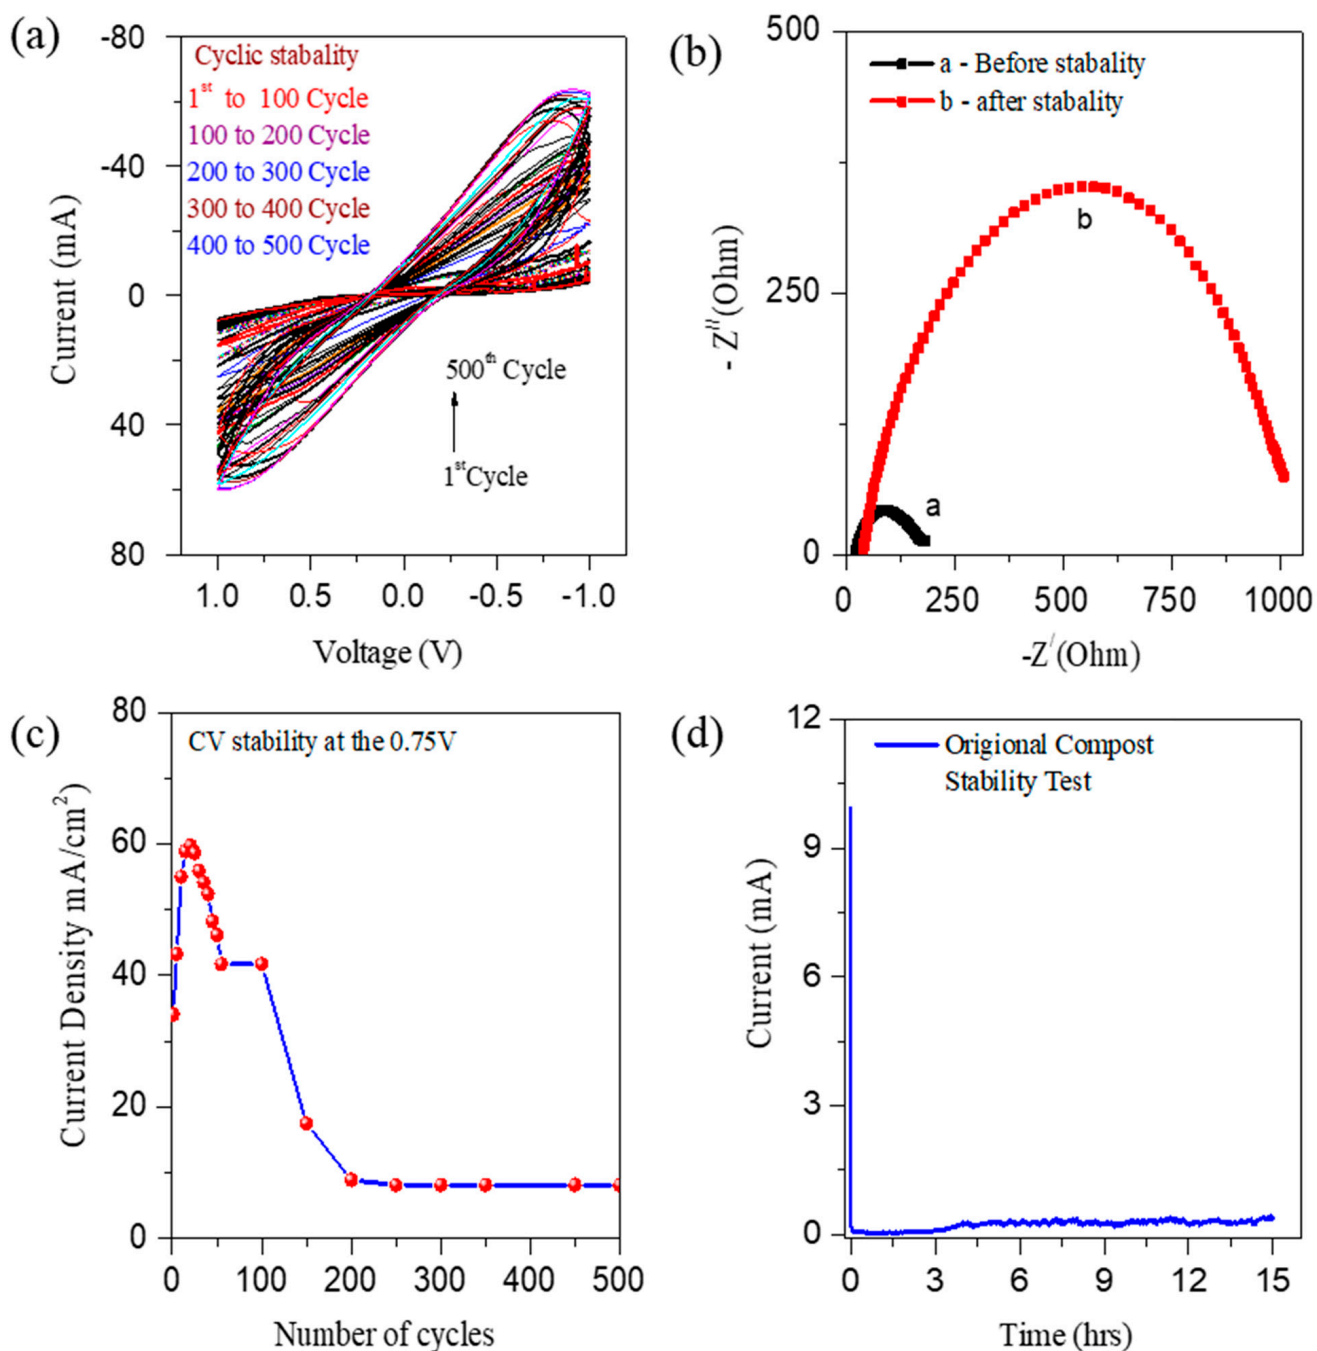 (a)
-80
-40
0
40
80
Current (mA)
Cyclic stabality
1st to 100 Cycle
100 to 200 Cycle
200 to 300 Cycle
300 to 400 Cycle
400 to 500 Cycle
500th Cycle
1st Cycle
1.0 0.5 0.0 -0.5 -1.0
Voltage (V)
(b)
500
250
0
- Z//(Ohm)
a - Before stabality
b - after stabality
b
a
0 250 500 750 1000
-Z/(Ohm)
(c)
80
60
40
20
0
Current Density mA/cm2
CV stability at the 0.75V
0 100 200 300 400 500
Number of cycles
(d)
12
9
6
3
0
Current (mA)
Origional Compost
Stability Test
0 3 6 9 12 15
Time (hrs)